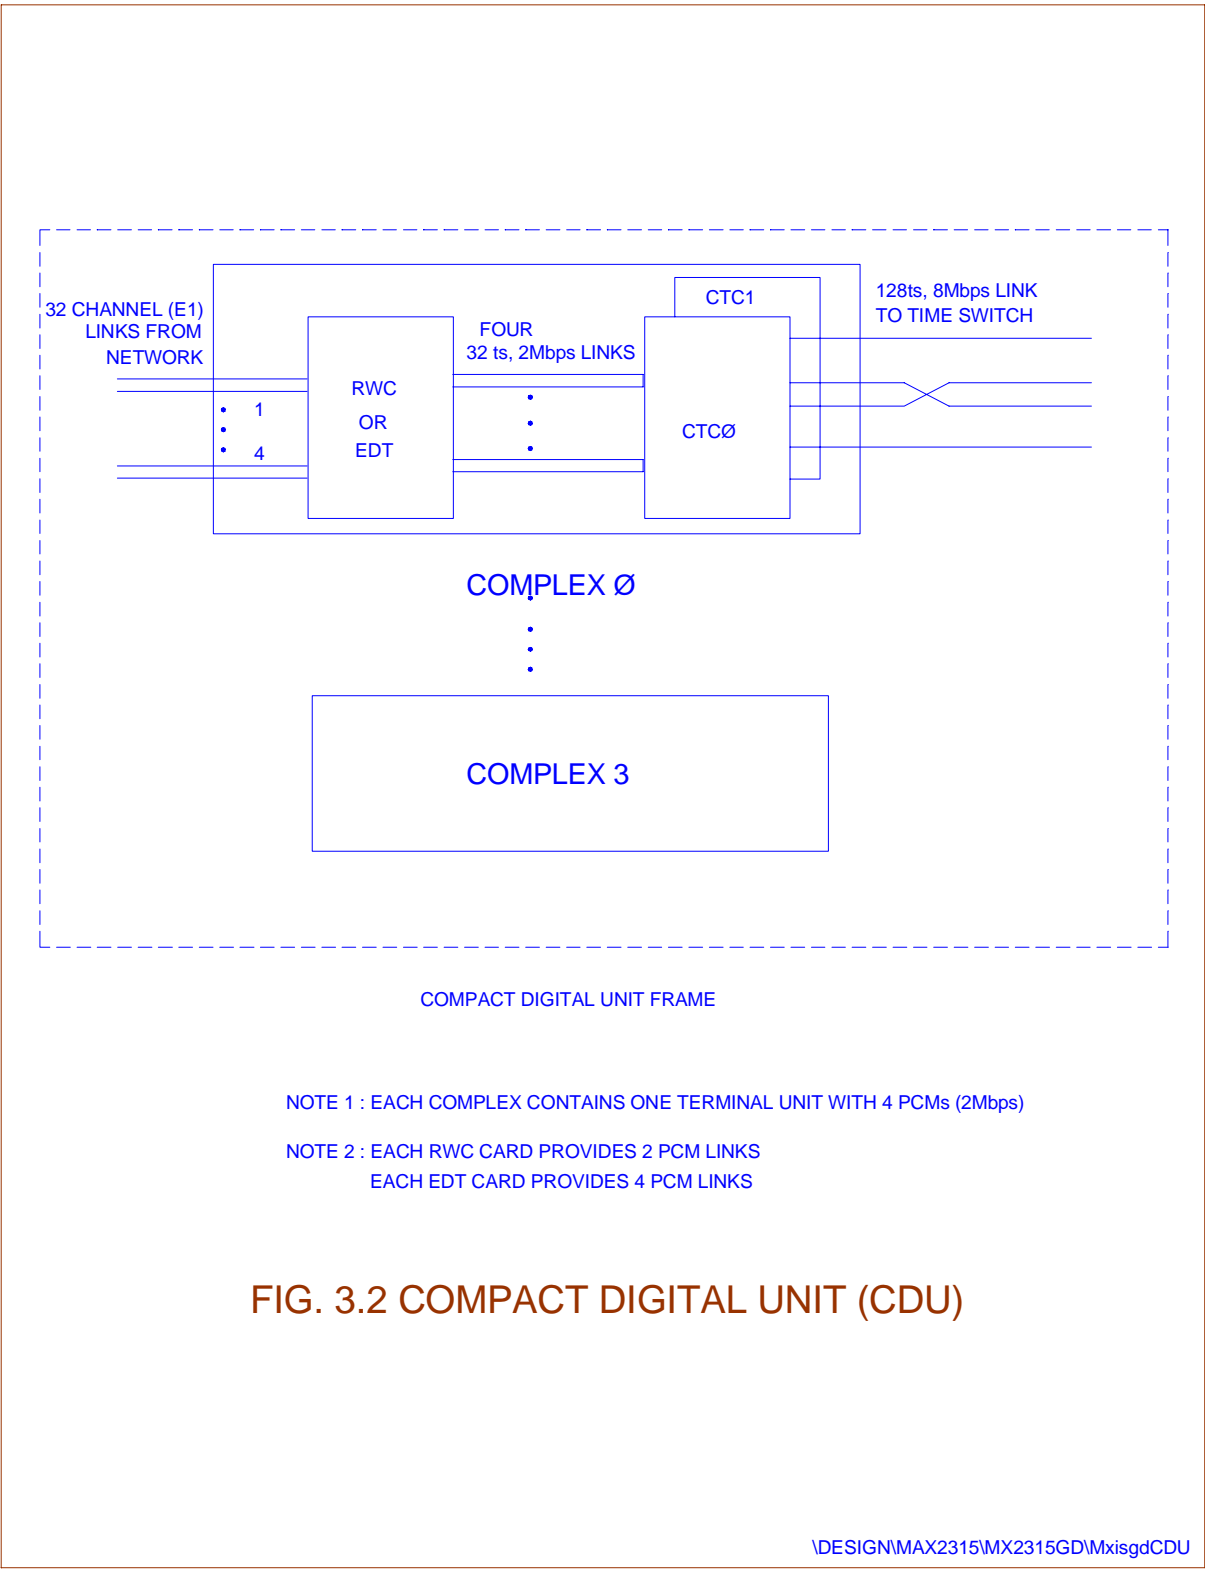 32 CHANNEL (E1)
LINKS FROM
NETWORK
1
4
RWC
OR
EDT
FOUR
32 ts, 2Mbps LINKS
CTC1
CTCØ
128ts, 8Mbps LINK
TO TIME SWITCH
COMPLEX Ø
COMPLEX 3
COMPACT DIGITAL UNIT FRAME
NOTE 1 : EACH COMPLEX CONTAINS ONE TERMINAL UNIT WITH 4 PCMs (2Mbps)
NOTE 2 : EACH RWC CARD PROVIDES 2 PCM LINKS
EACH EDT CARD PROVIDES 4 PCM LINKS
FIG. 3.2 COMPACT DIGITAL UNIT (CDU)
\DESIGN\MAX2315\MX2315GD\MxisgdCDU